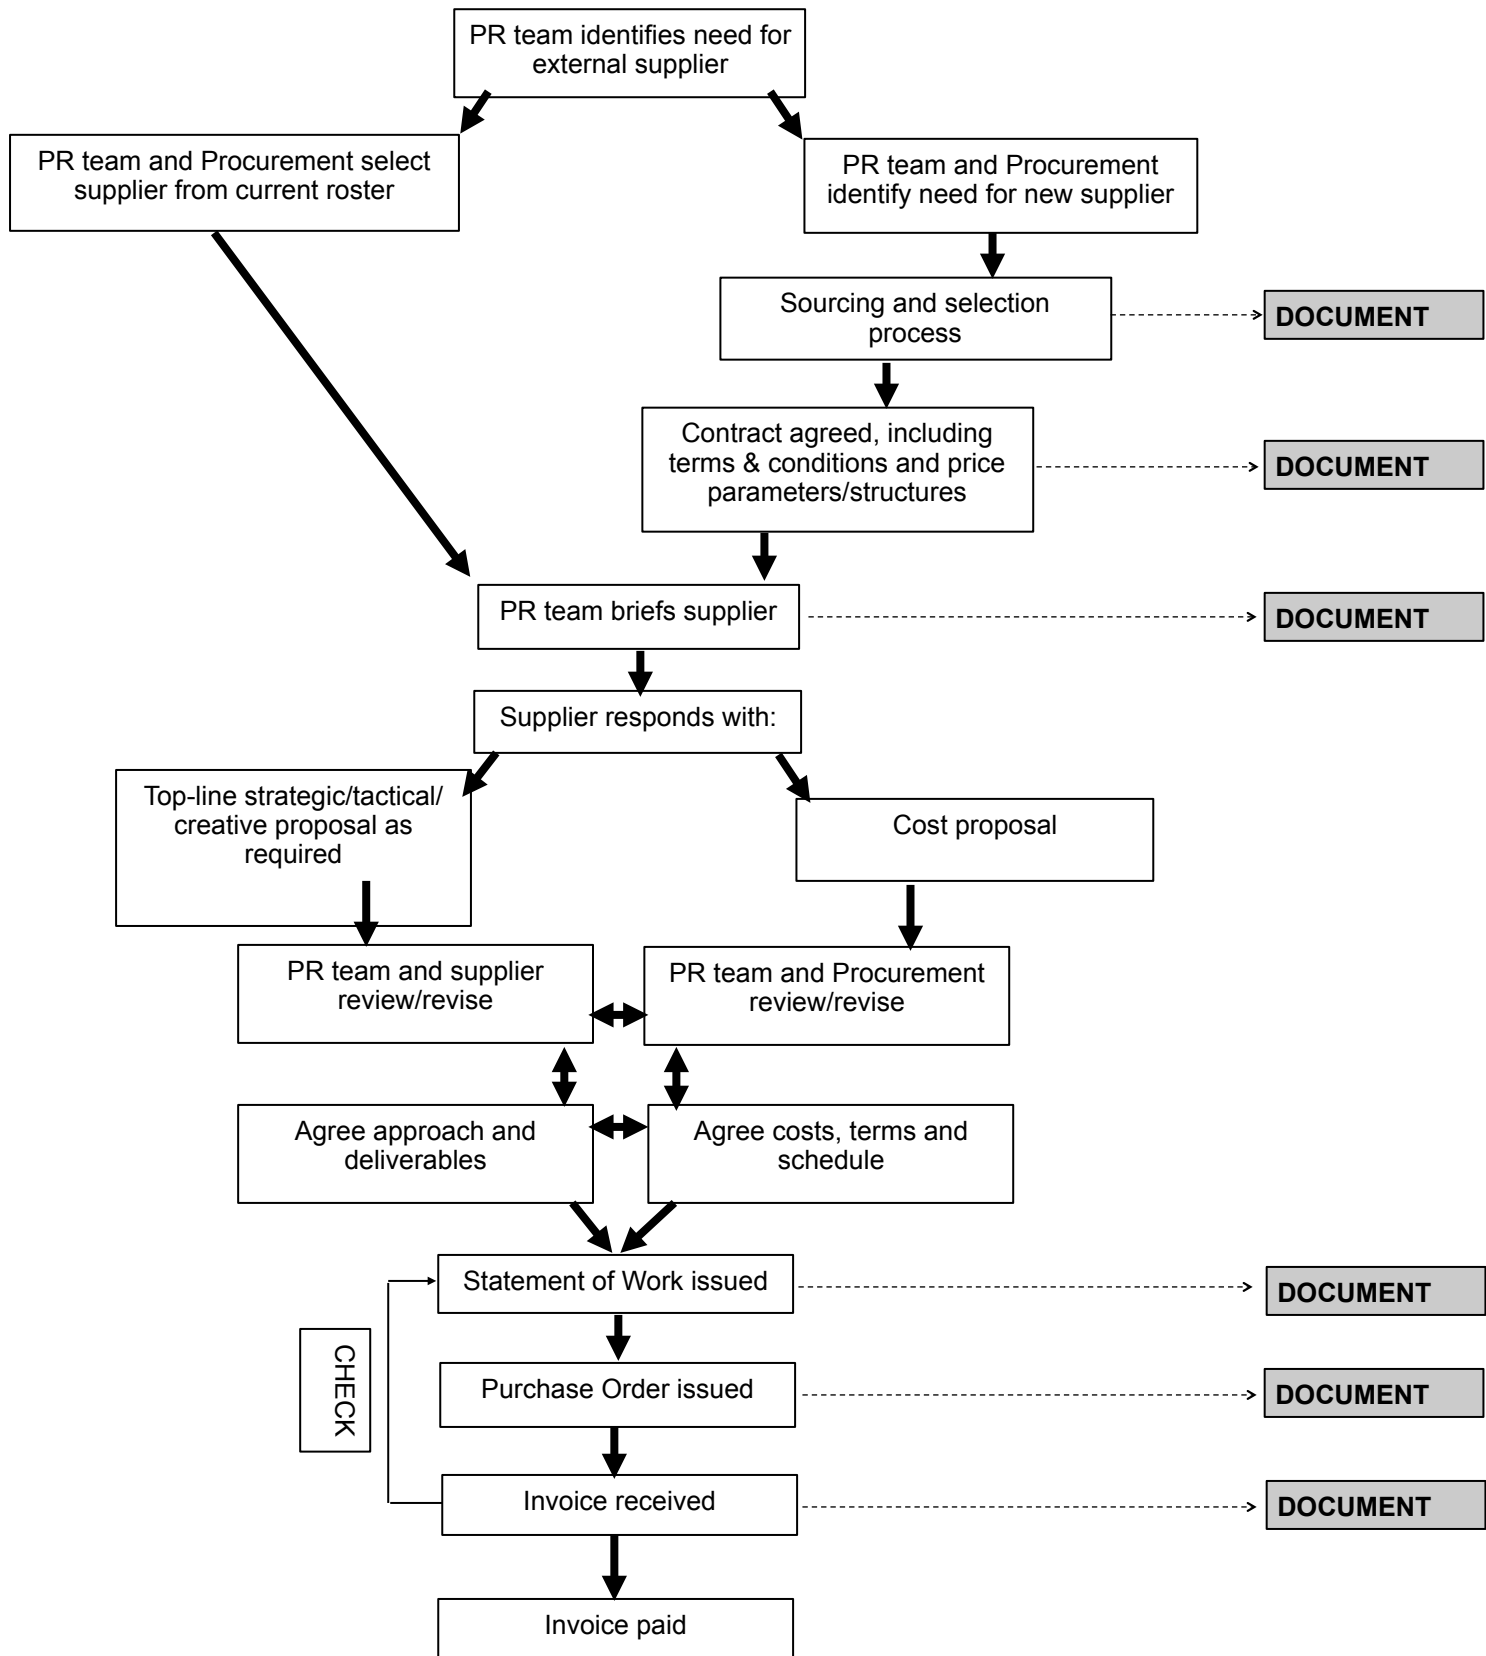 PR team identifies need for
external supplier
PR team and Procurement select
supplier from current roster
PR team and Procurement
identify need for new supplier
Sourcing and selection
process
DOCUMENT
Contract agreed, including
terms & conditions and price
parameters/structures
DOCUMENT
PR team briefs supplier
DOCUMENT
Supplier responds with:
Top-line strategic/tactical/
creative proposal as
required
Cost proposal
PR team and supplier
review/revise
PR team and Procurement
review/revise
Agree approach and
deliverables
Agree costs, terms and
schedule
Statement of Work issued
DOCUMENT
CHECK
Purchase Order issued
DOCUMENT
Invoice received
DOCUMENT
Invoice paid